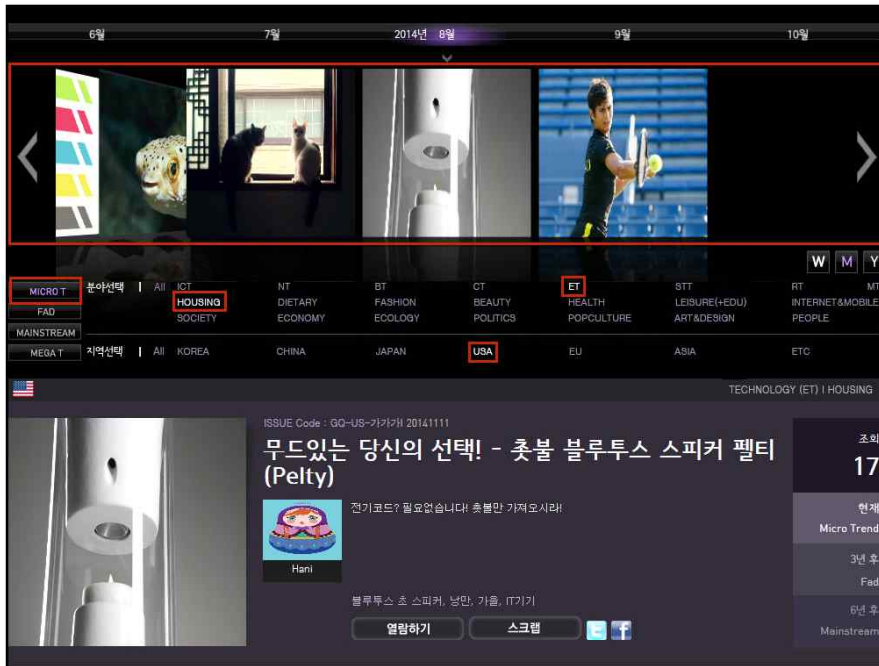 6월 7월 2014년 8월 9월 10월
W M Y
MICRO T 분야선택 | All ICT NT BT CT ET STT RT MT
FAD HOUSING DIETARY FASHION BEAUTY HEALTH LEISURE(+EDU) INTERNET&MOBILE
MAINSTREAM SOCIETY ECONOMY ECOLOGY POLITICS POPCULTURE ART&DESIGN PEOPLE
MEGA T 지역선택 | All KOREA CHINA JAPAN USA EU ASIA ETC
TECHNOLOGY (ET) | HOUSING
ISSUE Code : GQ-US-가가가| 20141111
무드있는 당신의 선택! - 촛불 블루투스 스피커 펠티
(Pelty)
전기코드? 필요없습니다! 촛불만 가져오시라!
Hani
블루투스 초 스피커, 낭만, 가을, IT기기
열람하기 스크랩
조회
17
현재
Micro Trend
3년 후
Fad
6년 후
Mainstream